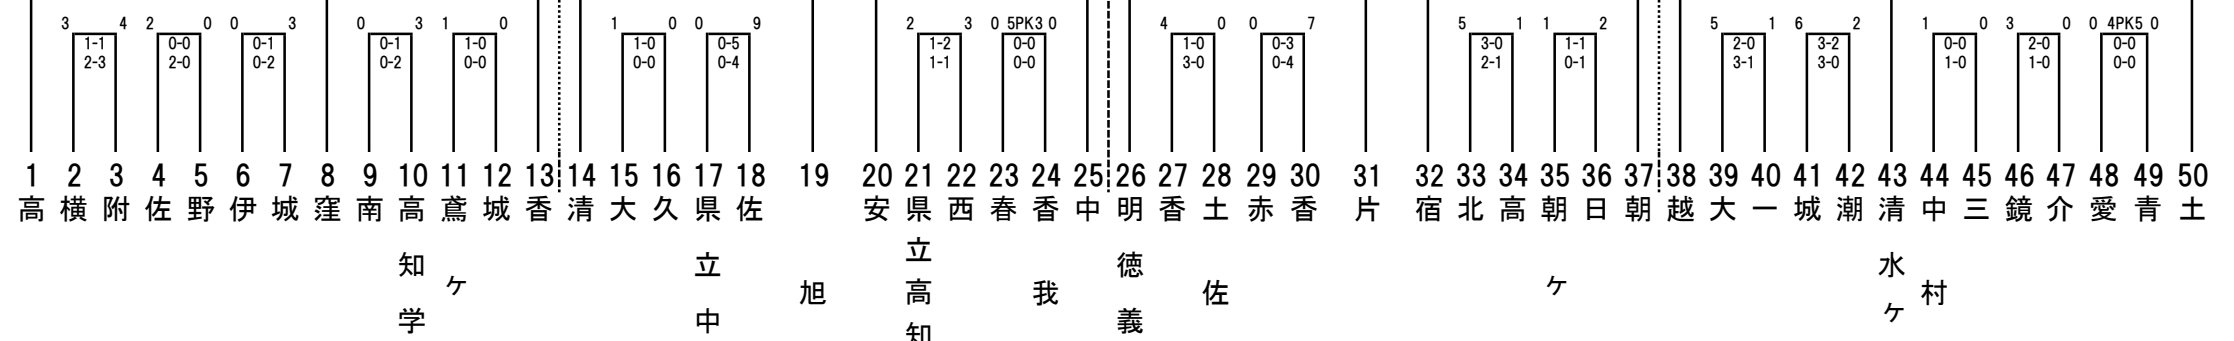 3 4 2 0 0 3 0 3 1 0 1 0 0 9 2 3 0 5PK3 0 4 0 0 7 5 1 1 2 5 1 6 2 1 0 3 0 0 4PK5 0
1-1 0-0 0-1 0-1 1-0 1-0 0-5 1-2 0-0 1-0 0-3 3-0 1-1 2-0 3-2 0-0 2-0 0-0
2-3 2-0 0-2 0-2 0-0 0-0 0-4 1-1 0-0 3-0 0-4 2-1 0-1 3-1 3-0 1-0 1-0 0-0
1 2 3 4 5 6 7 8 9 10 11 12 13 14 15 16 17 18 19 20 21 22 23 24 25 26 27 28 29 30 31 32 33 34 35 36 37 38 39 40 41 42 43 44 45 46 47 48 49 50
高 横 附 佐 野 伊 城 窪 南 高 鳶 城 香 清 大 久 県 佐 安 県 西 春 香 中 明 香 土 赤 香 片 宿 北 高 朝 日 朝 越 大 一 城 潮 清 中 三 鏡 介 愛 青 土
立
知 立 徳 水
ヶ ヶ
旭 高 我 佐 村
学 中 義 ヶ
知